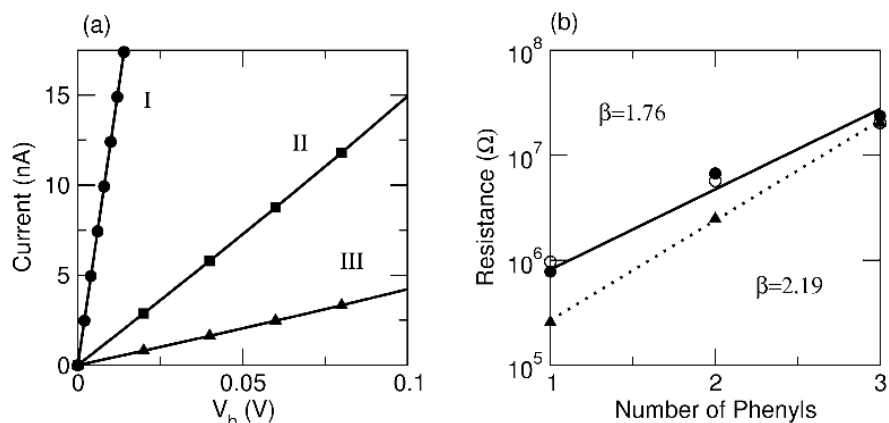 (a)
Current (nA)
15
10
5
0
0
0.05
0.1
V_b (V)
I
II
III
(b)
Resistance (Ω)
10^8
10^7
10^6
10^5
1
2
3
Number of Phenyls
β=1.76
β=2.19